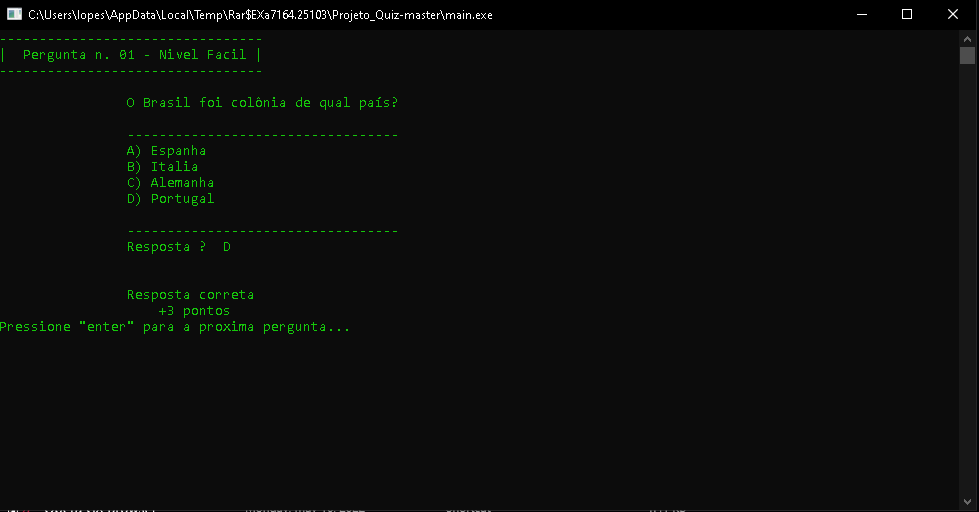 C:\Users\lopes\AppData\Local\Temp\Rar$EXa7164.25103\Projeto_Quiz-master\main.exe
---------------------------------
|  Pergunta n. 01 - Nivel Facil |
---------------------------------
O Brasil foi colônia de qual país?
----------------------------------
A) Espanha
B) Italia
C) Alemanha
D) Portugal
----------------------------------
Resposta ?  D
Resposta correta
+3 pontos
Pressione "enter" para a proxima pergunta...